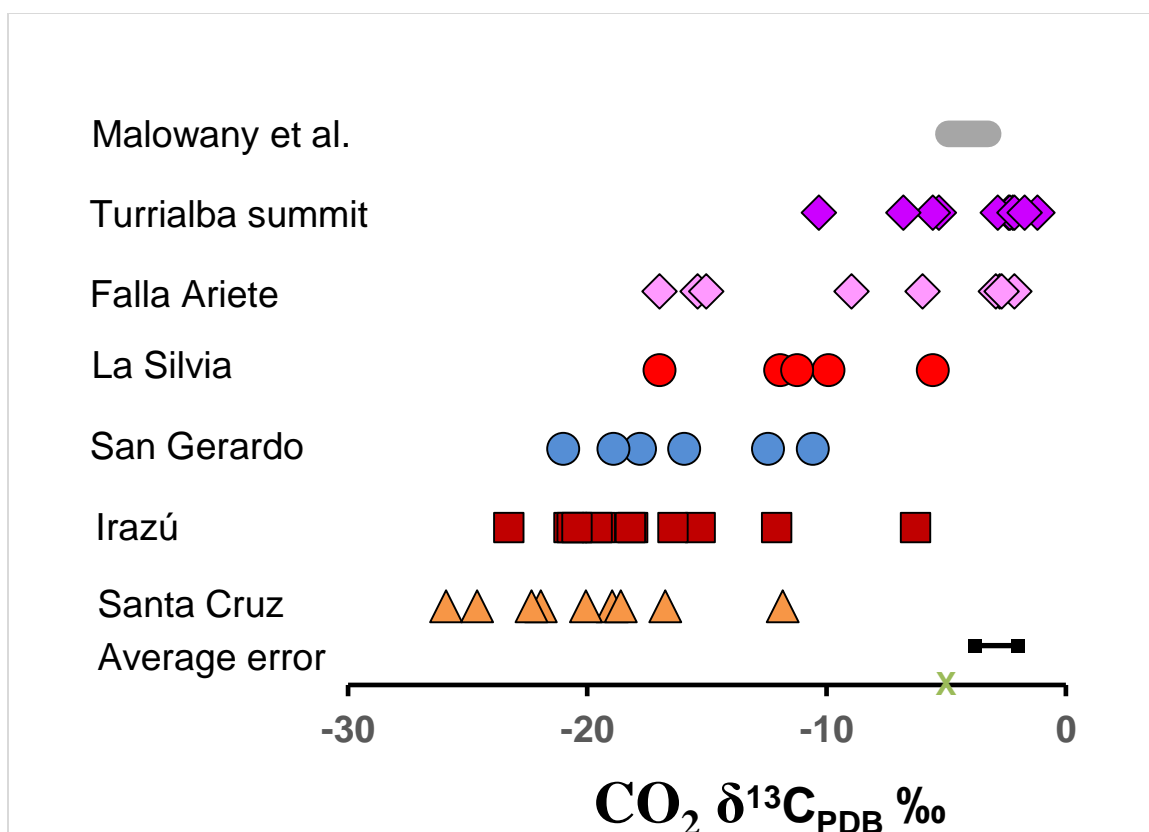 Malowany et al.
Turrialba summit
Falla Ariete
La Silvia
San Gerardo
Irazú
Santa Cruz
Average error
X
-30 -20 -10 0
CO₂ δ¹³C_PDB ‰